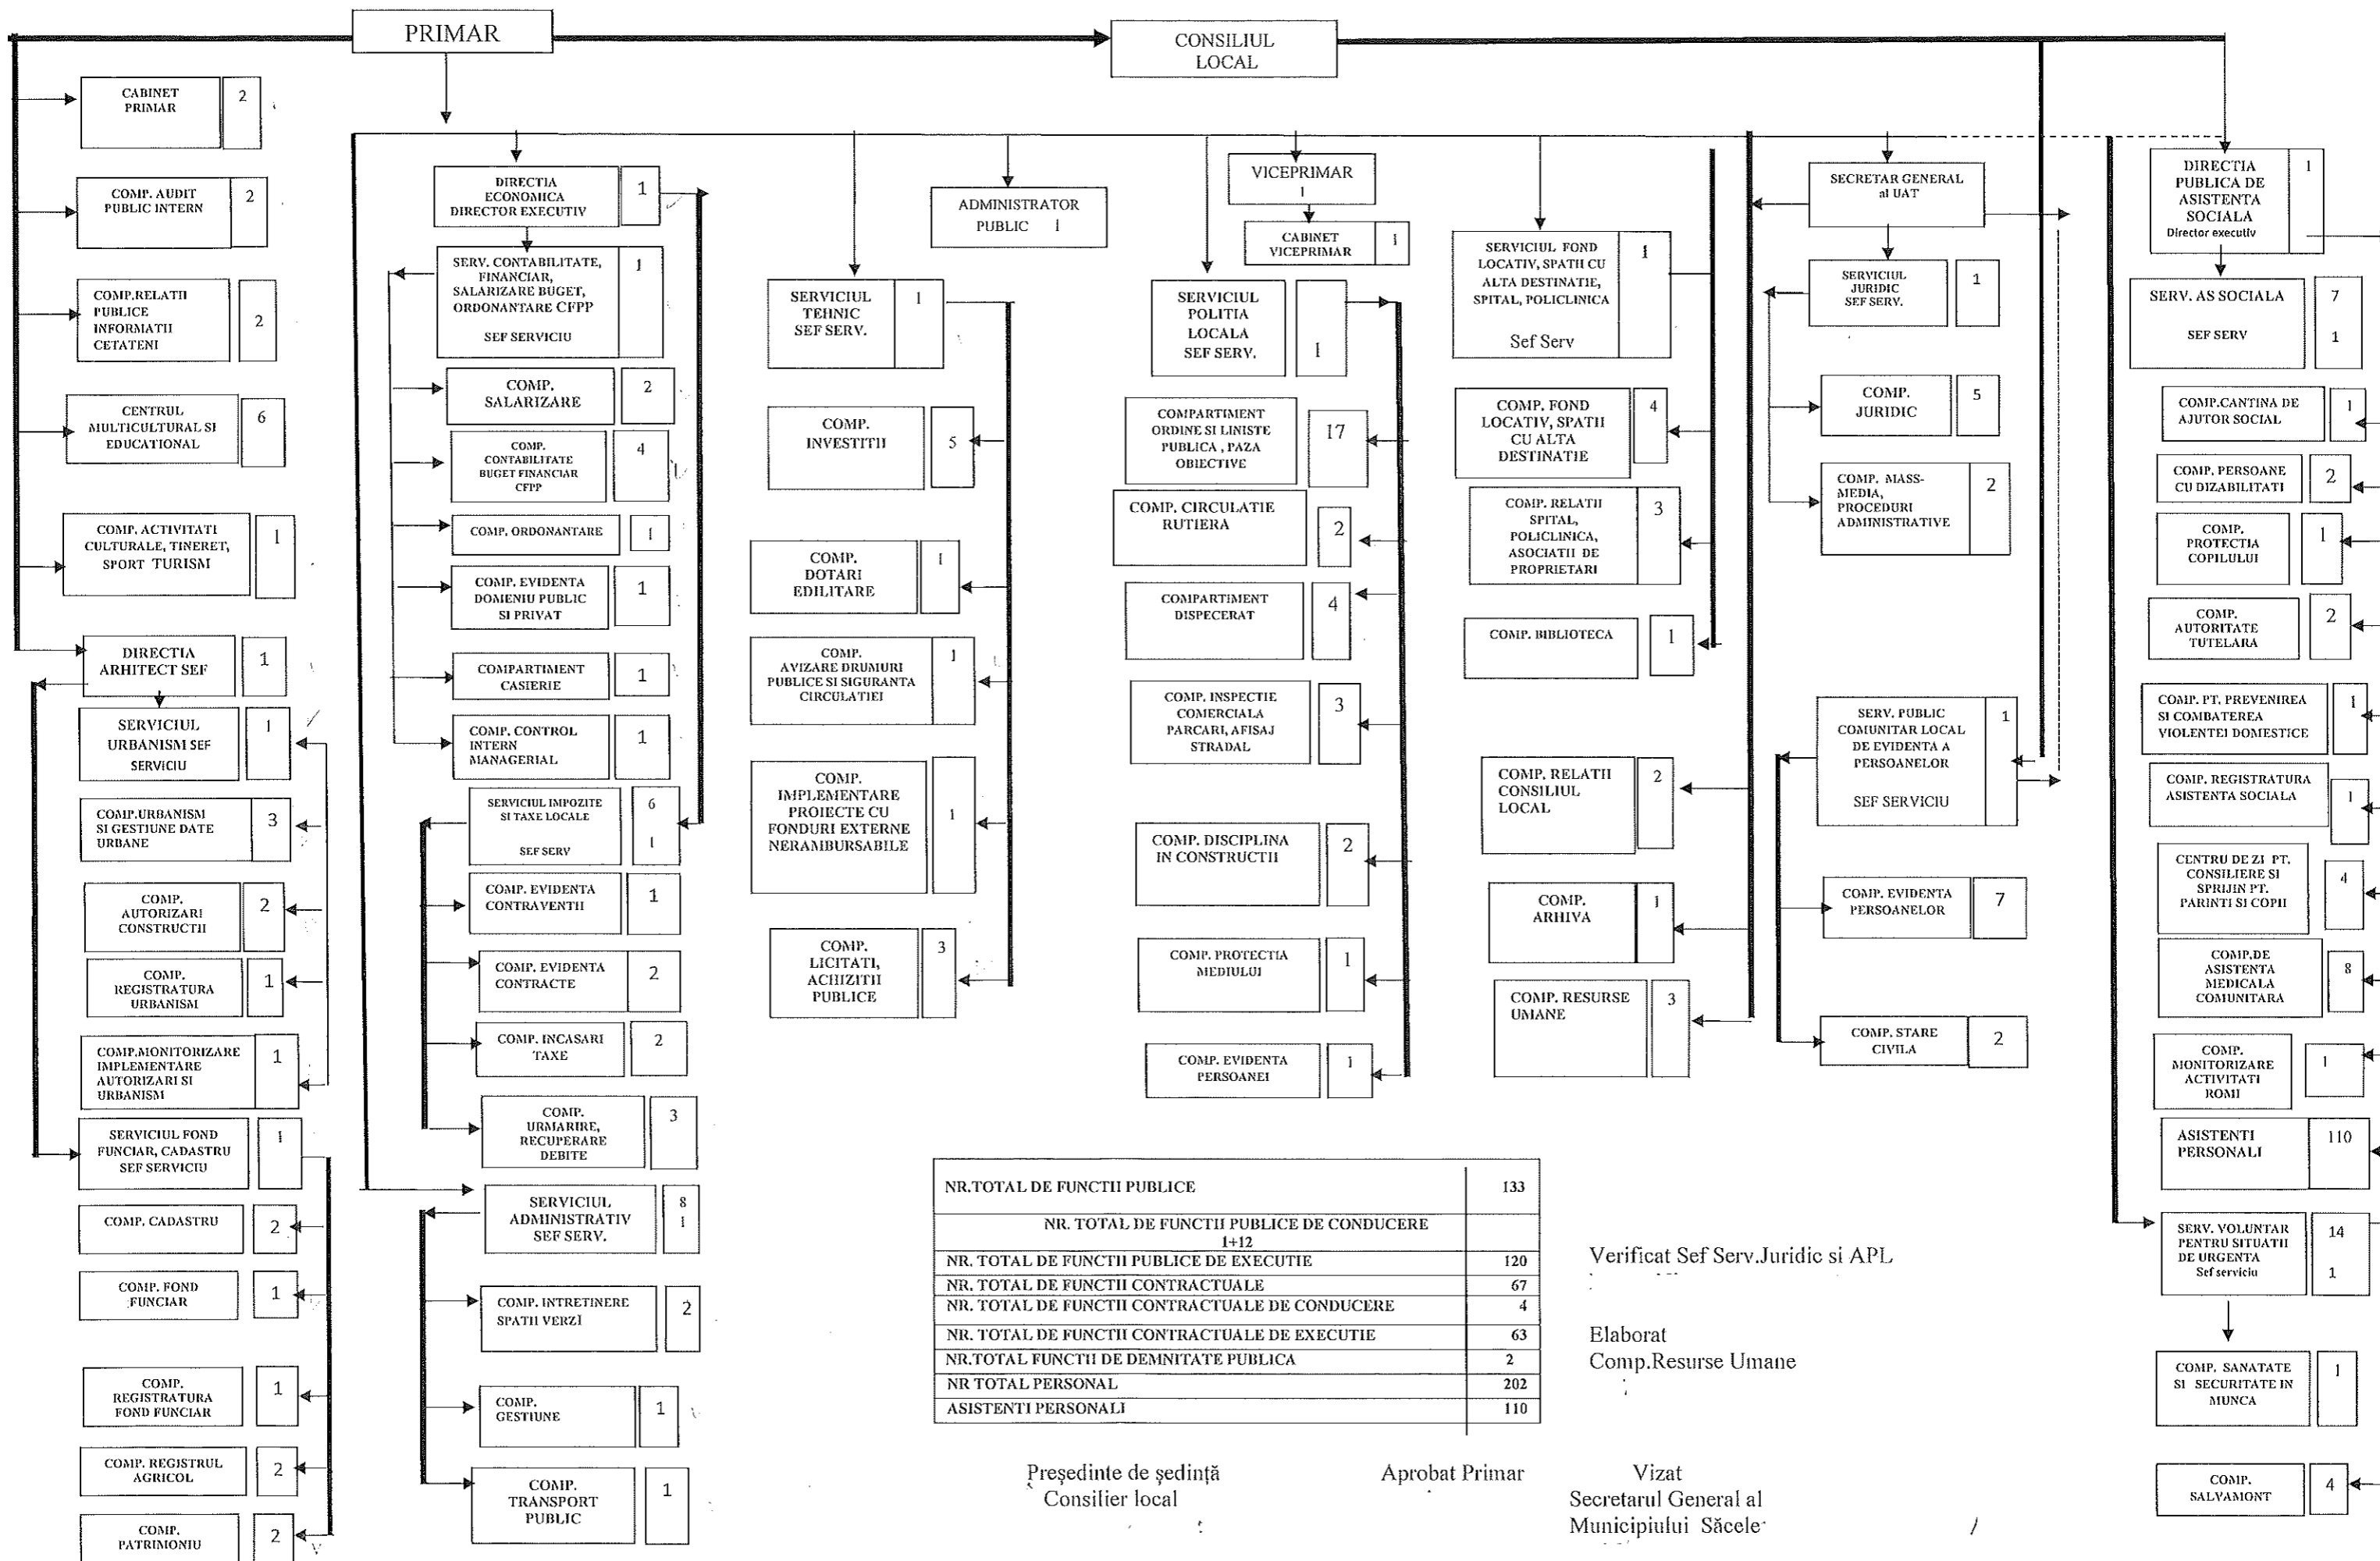 PRIMAR
CONSILIUL
LOCAL
CABINET
PRIMAR
2
COMP. AUDIT
PUBLIC INTERN
2
COMP.RELATII
PUBLICE
INFORMATII
CETATENI
2
CENTRUL
MULTICULTURAL SI
EDUCATIONAL
6
COMP. ACTIVITATI
CULTURALE, TINERET,
SPORT TURISM
1
DIRECTIA
ARHITECT SEF
1
SERVICIUL
URBANISM SEF
SERVICIU
1
COMP.URBANISM
SI GESTIUNE DATE
URBANE
3
COMP.
AUTORIZARI
CONSTRUCTII
2
COMP.
REGISTRATURA
URBANISM
1
COMP.MONITORIZARE
IMPLEMENTARE
AUTORIZARI SI
URBANISM
1
SERVICIUL FOND
FUNCIAR, CADASTRU
SEF SERVICIU
1
COMP. CADASTRU
2
COMP. FOND
FUNCIAR
1
COMP.
REGISTRATURA
FOND FUNCIAR
1
COMP. REGISTRUL
AGRICOL
2
COMP.
PATRIMONIU
2
DIRECTIA
ECONOMICA
DIRECTOR EXECUTIV
1
SERV. CONTABILITATE,
FINANCIAR,
SALARIZARE BUGET,
ORDONANTARE CFPP
SEF SERVICIU
1
COMP.
SALARIZARE
2
COMP.
CONTABILITATE
BUGET FINANCIAR
CFPP
4
COMP. ORDONANTARE
1
COMP. EVIDENTA
DOMENIU PUBLIC
SI PRIVAT
1
COMPARTIMENT
CASIERIE
1
COMP. CONTROL
INTERN
MANAGERIAL
1
SERVICIUL IMPOZITE
SI TAXE LOCALE
SEF SERV
6
1
COMP. EVIDENTA
CONTRAVENTII
1
COMP. EVIDENTA
CONTRACTE
2
COMP. INCASARI
TAXE
2
COMP.
URMARIRE,
RECUPERARE
DEBITE
3
SERVICIUL
ADMINISTRATIV
SEF SERV.
8
1
COMP. INTRETINERE
SPATII VERZI
2
COMP.
GESTIUNE
1
COMP.
TRANSPORT
PUBLIC
1
SERVICIUL
TEHNIC
SEF SERV.
1
COMP.
INVESTITII
5
COMP.
DOTARI
EDILITARE
1
COMP.
AVIZARE DRUMURI
PUBLICE SI SIGURANTA
CIRCULATIEI
1
COMP.
IMPLEMENTARE
PROIECTE CU
FONDURI EXTERNE
NERAMBURSABILE
1
COMP.
LICITATI,
ACHIZITII
PUBLICE
3
ADMINISTRATOR
PUBLIC 1
VICEPRIMAR
1
CABINET
VICEPRIMAR
1
SERVICIUL
POLITIA
LOCALA
SEF SERV.
1
COMPARTIMENT
ORDINE SI LINISTE
PUBLICA , PAZA
OBIECTIVE
17
COMP. CIRCULATIE
RUTIERA
2
COMPARTIMENT
DISPECERAT
4
COMP. INSPECTIE
COMERCIALA
PARCARI, AFISAJ
STRADAL
3
COMP. DISCIPLINA
IN CONSTRUCTII
2
COMP. PROTECTIA
MEDIULUI
1
COMP. EVIDENTA
PERSOANEI
1
SERVICIUL FOND
LOCATIV, SPATII CU
ALTA DESTINATIE,
SPITAL, POLICLINICA
Sef Serv
1
COMP. FOND
LOCATIV, SPATII
CU ALTA
DESTINATIE
4
COMP. RELATII
SPITAL,
POLICLINICA,
ASOCIATII DE
PROPRIETARI
3
COMP. BIBLIOTECA
1
COMP. RELATII
CONSILIUL
LOCAL
2
COMP.
ARHIVA
1
COMP. RESURSE
UMANE
3
SECRETAR GENERAL
al UAT
SERVICIUL
JURIDIC
SEF SERV.
1
COMP.
JURIDIC
5
COMP. MASS-
MEDIA,
PROCEDURI
ADMINISTRATIVE
2
SERV. PUBLIC
COMUNITAR LOCAL
DE EVIDENTA A
PERSOANELOR
SEF SERVICIU
1
COMP. EVIDENTA
PERSOANELOR
7
COMP. STARE
CIVILA
2
DIRECTIA
PUBLICA DE
ASISTENTA
SOCIALA
Director executiv
1
SERV. AS SOCIALA
SEF SERV
7
1
COMP.CANTINA DE
AJUTOR SOCIAL
1
COMP. PERSOANE
CU DIZABILITATI
2
COMP.
PROTECTIA
COPILULUI
1
COMP.
AUTORITATE
TUTELARA
2
COMP. PT. PREVENIREA
SI COMBATEREA
VIOLENTEI DOMESTICE
1
COMP. REGISTRATURA
ASISTENTA SOCIALA
1
CENTRU DE ZI PT.
CONSILIERE SI
SPRIJIN PT.
PARINTI SI COPII
4
COMP.DE
ASISTENTA
MEDICALA
COMUNITARA
8
COMP.
MONITORIZARE
ACTIVITATI
ROMI
1
ASISTENTI
PERSONALI
110
SERV. VOLUNTAR
PENTRU SITUATII
DE URGENTA
Sef serviciu
14
1
COMP. SANATATE
SI SECURITATE IN
MUNCA
1
COMP.
SALVAMONT
4
NR.TOTAL DE FUNCTII PUBLICE 133
NR. TOTAL DE FUNCTII PUBLICE DE CONDUCERE
1+12
NR. TOTAL DE FUNCTII PUBLICE DE EXECUTIE 120
NR. TOTAL DE FUNCTII CONTRACTUALE 67
NR. TOTAL DE FUNCTII CONTRACTUALE DE CONDUCERE 4
NR. TOTAL DE FUNCTII CONTRACTUALE DE EXECUTIE 63
NR.TOTAL FUNCTII DE DEMNITATE PUBLICA 2
NR TOTAL PERSONAL 202
ASISTENTI PERSONALI 110
Verificat Sef Serv.Juridic si APL
Elaborat
Comp.Resurse Umane
Președinte de ședință
Consilier local
Aprobat Primar
Vizat
Secretarul General al
Municipiului Săcele